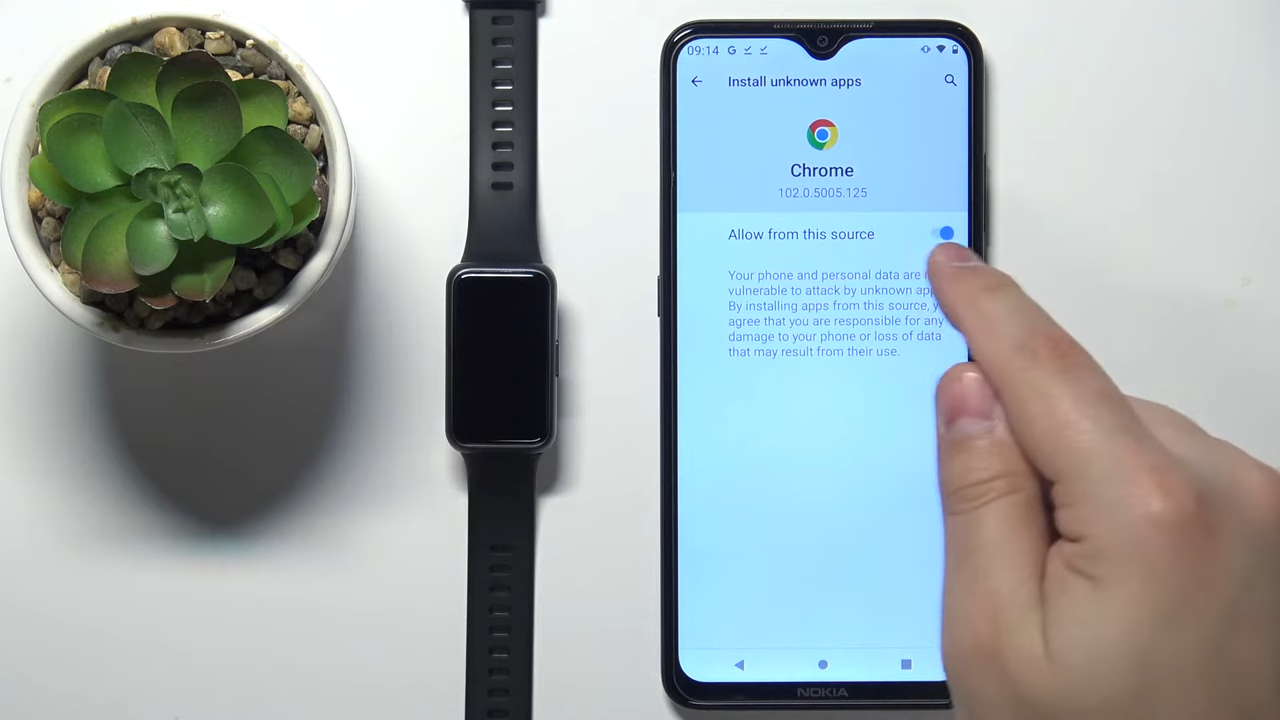 09:14
Install unknown apps
Chrome
102.0.5005.125
Allow from this source
Your phone and personal data are
vulnerable to attack by unknown
By installing apps from this source,
agree that you are responsible for any
damage to your phone or loss of data
that may result from their use.
NOKIA